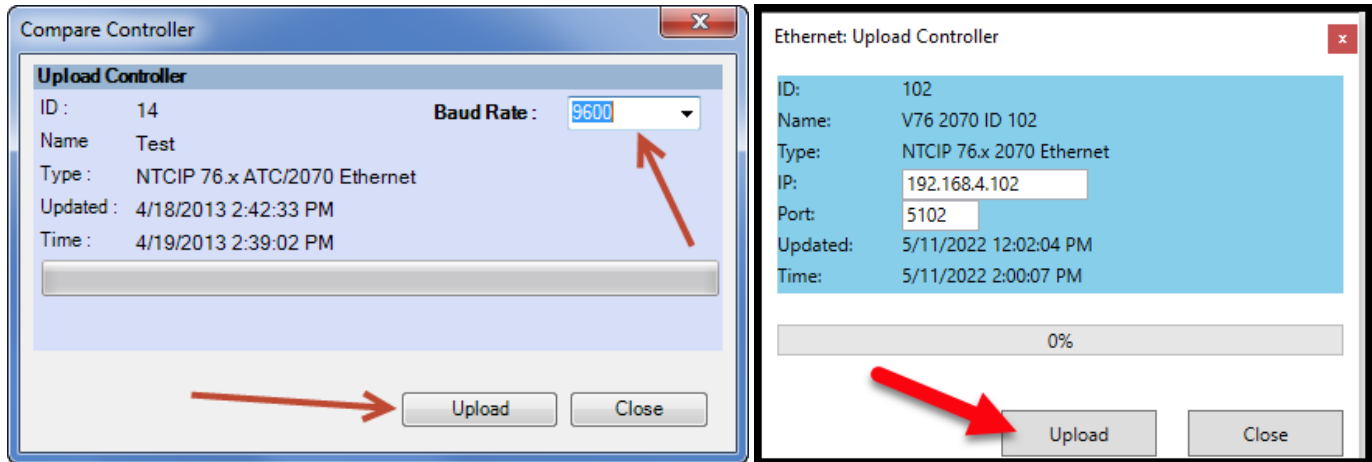 Compare Controller
x
Upload Controller
ID : 14 Baud Rate : 9600
Name Test
Type : NTCIP 76.x ATC/2070 Ethernet
Updated : 4/18/2013 2:42:33 PM
Time : 4/19/2013 2:39:02 PM
Upload Close
Ethernet: Upload Controller
x
ID: 102
Name: V76 2070 ID 102
Type: NTCIP 76.x 2070 Ethernet
IP: 192.168.4.102
Port: 5102
Updated: 5/11/2022 12:02:04 PM
Time: 5/11/2022 2:00:07 PM
0%
Upload Close